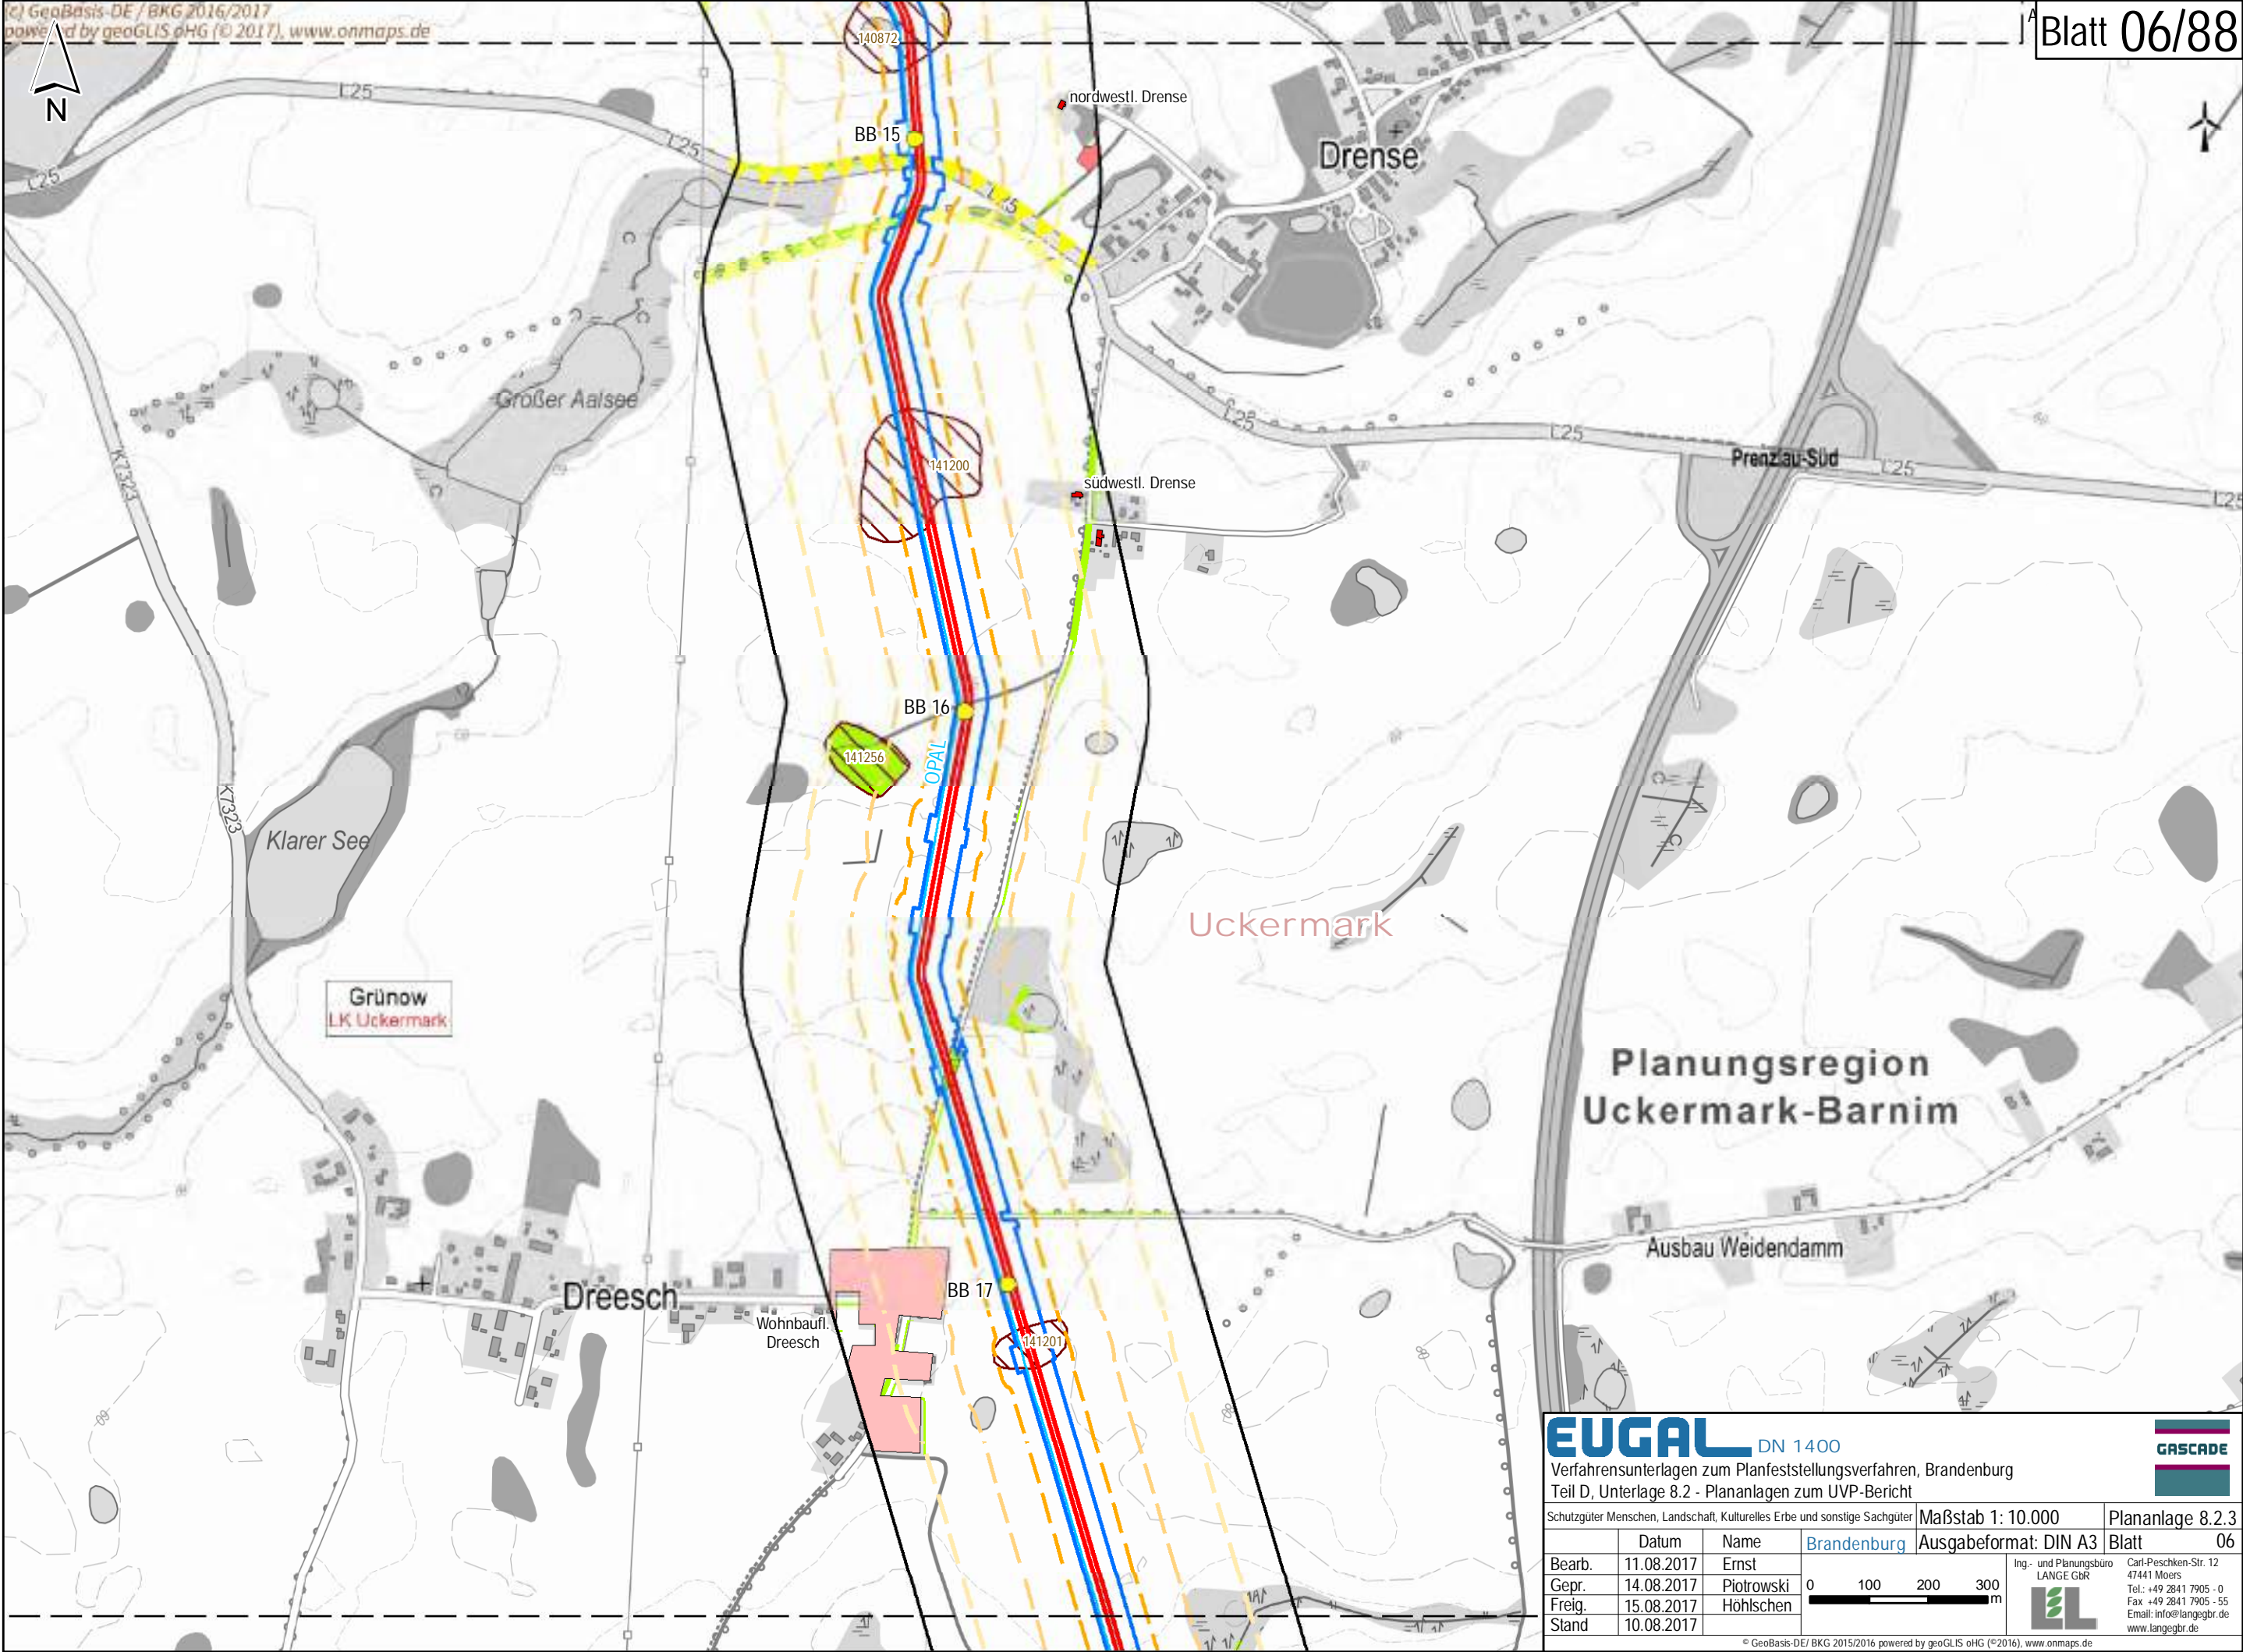 (c) GeoBasis-DE / BKG 2016/2017
powered by geoGLIS oHG (© 2017), www.onmaps.de
Blatt 06/88
N
140872
L25
nordwestl. Drense
BB 15
L25
L25
L25
Drense
Großer Aalsee
L25
L25
Prenzlau-Süd
L25
L25
K7323
141200
südwestl. Drense
BB 16
OPAL
141256
K7323
Klarer See
Uckermark
Grünow
LK Uckermark
Planungsregion
Uckermark-Barnim
Ausbau Weidendamm
Dreesch
BB 17
Wohnbaufl.
Dreesch
141201
EUGAL DN 1400
GASCADE
Verfahrensunterlagen zum Planfeststellungsverfahren, Brandenburg
Teil D, Unterlage 8.2 - Plananlagen zum UVP-Bericht
Schutzgüter Menschen, Landschaft, Kulturelles Erbe und sonstige Sachgüter Maßstab 1: 10.000 Plananlage 8.2.3
Datum Name Brandenburg Ausgabeformat: DIN A3 Blatt 06
Bearb. 11.08.2017 Ernst
Gepr. 14.08.2017 Piotrowski
Freig. 15.08.2017 Höhlschen
Stand 10.08.2017
0 100 200 300
m
Ing.- und Planungsbüro
LANGE GbR
Carl-Peschken-Str. 12
47441 Moers
Tel.: +49 2841 7905 - 0
Fax +49 2841 7905 - 55
Email: info@langegbr.de
www.langegbr.de
© GeoBasis-DE/ BKG 2015/2016 powered by geoGLIS oHG (©2016), www.onmaps.de